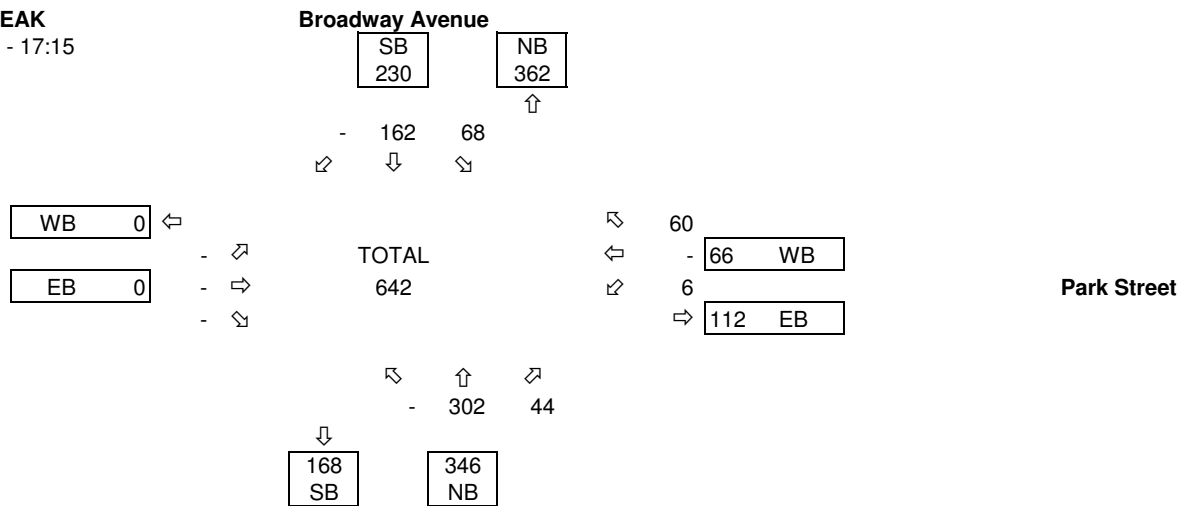 EAK Broadway Avenue
- 17:15 SB NB
230 362
⇧
- 162 68
⬃ ⇩ ⬂
WB 0 ⇦ ⬁ 60
- ⬀ TOTAL ⇦ - 66 WB
EB 0 - ⇨ 642 ⬃ 6 Park Street
- ⬂ ⇨ 112 EB
⬁ ⇧ ⬀
- 302 44
⇩
168 346
SB NB